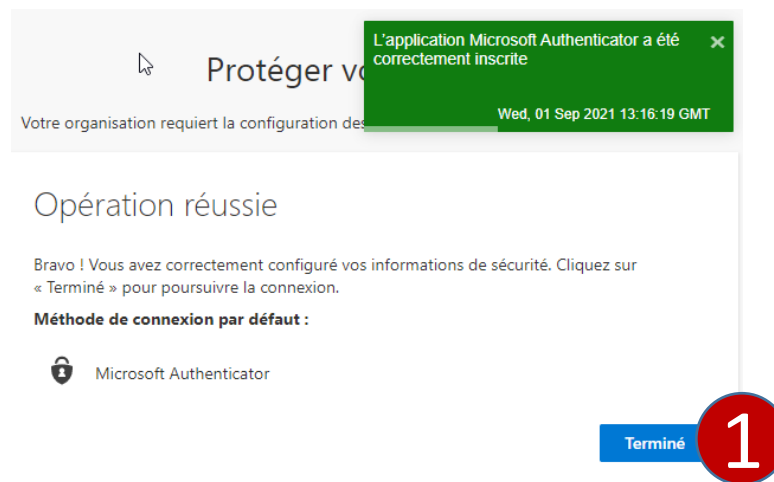 L'application Microsoft Authenticator a été
correctement inscrite
Wed, 01 Sep 2021 13:16:19 GMT
Protéger
Votre organisation requiert la configuration
Opération réussie
Bravo ! Vous avez correctement configuré vos informations de sécurité. Cliquez sur
« Terminé » pour poursuivre la connexion.
Méthode de connexion par défaut :
Microsoft Authenticator
Terminé
1